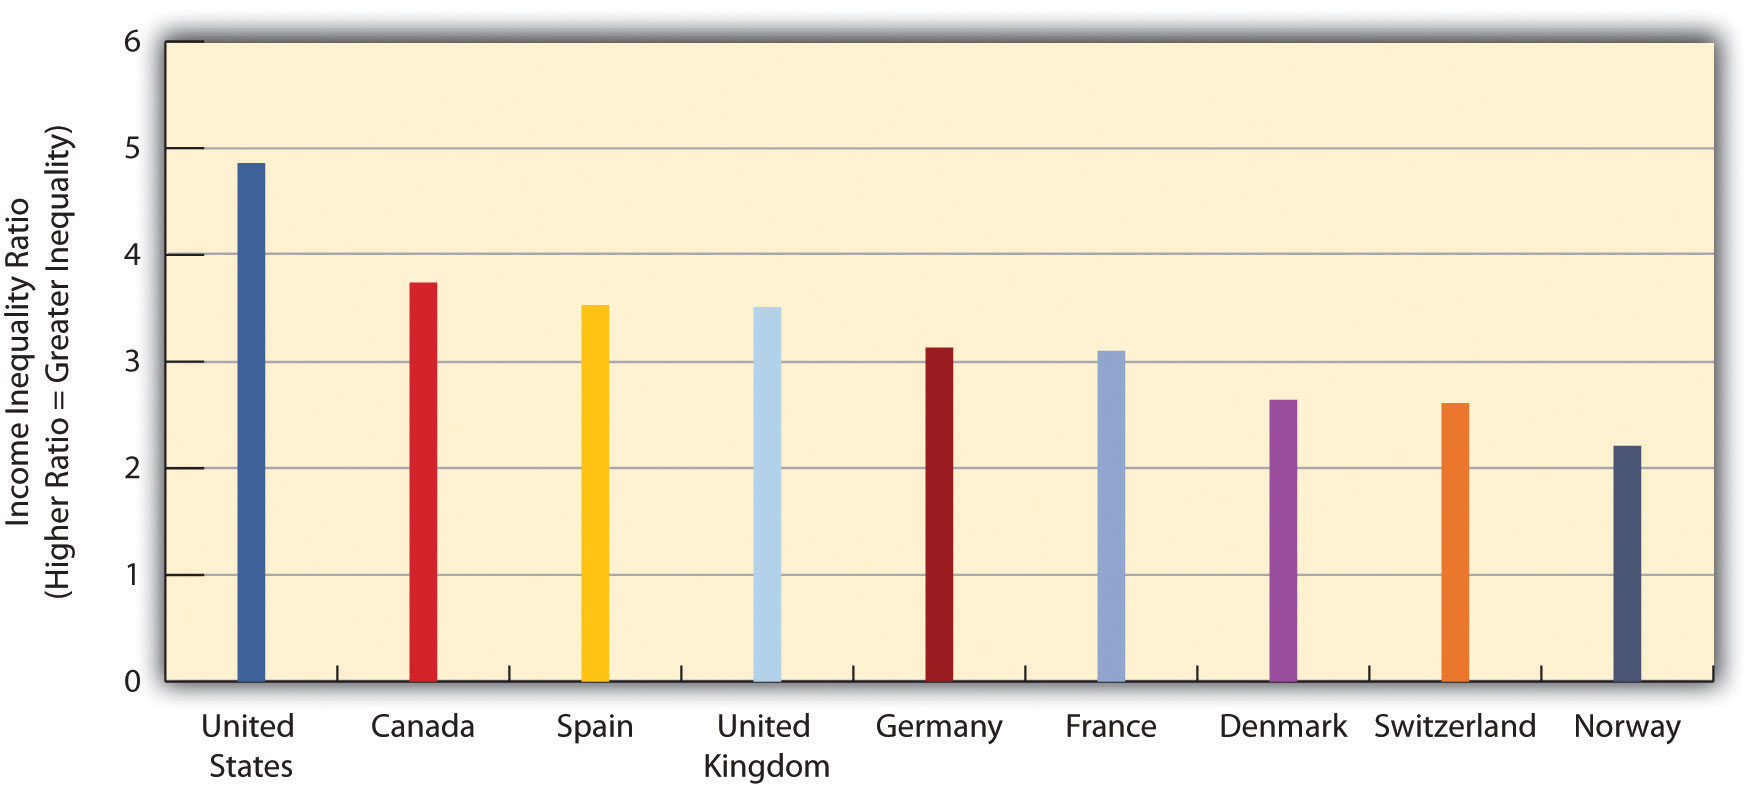 Income Inequality Ratio
(Higher Ratio = Greater Inequality)
6
5
4
3
2
1
0
United
States
Canada
Spain
United
Kingdom
Germany
France
Denmark
Switzerland
Norway